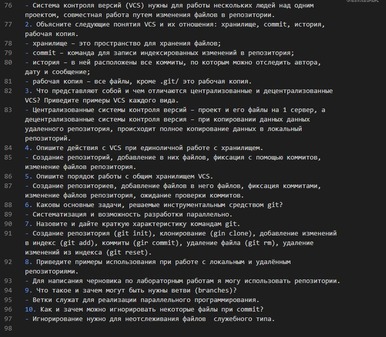 76 - Система контроля версий (VCS) нужны для работы нескольких людей над одним
проектом, совместная работа путем изменения файлов в репозитории.
77 2. Объясните следующие понятия VCS и их отношения: хранилище, commit, история,
рабочая копия.
78 - хранилище – это пространство для хранения файлов;
79 - commit – команда для записи индексированных изменений в репозитория;
80 - история – в ней расположены все коммиты, по которым можно отследить автора,
дату и сообщение;
81 - рабочая копия – все файлы, кроме .git/ это рабочая копия.
82 3. Что представляют собой и чем отличаются централизованные и децентрализованные
VCS? Приведите примеры VCS каждого вида.
83 - Централизованные системы контроля версий – проект и его файлы на 1 сервер, а
децентрализованные системы контроля версия – при копировании данных данных
удаленного репозитория, происходит полное копирование данных в локальный
репозиторий.
84 4. Опишите действия с VCS при единоличной работе с хранилищем.
85 - Создание репозиторий, добавление в них файлов, фиксация с помощью коммитов,
изменение файлов репозитория.
86 5. Опишите порядок работы с общим хранилищем VCS.
87 - Создание репозиториев, добавление файлов в него файлов, фиксация коммитами,
изменение файлов репозитория, ожидание проверки коммитов.
88 6. Каковы основные задачи, решаемые инструментальным средством git?
89 - Систематизация и возможность разработки параллельно.
90 7. Назовите и дайте краткую характеристику командам git.
91 - Создание репозитория (git init), клонирование (gin clone), добавление изменений
в индекс (git add), коммиты (gir commit), удаление файла (git rm), удаление
изменений из индекса (git reset).
92 8. Приведите примеры использования при работе с локальным и удалённым
репозиториями.
93 - Для написания черновика по лабораторным работам я могу использовать репозитории.
94 9. Что такое и зачем могут быть нужны ветви (branches)?
95 - Ветки служат для реализации параллельного программирования.
96 10. Как и зачем можно игнорировать некоторые файлы при commit?
97 - Игнорирование нужно для неотслеживания файлов служебного типа.
98